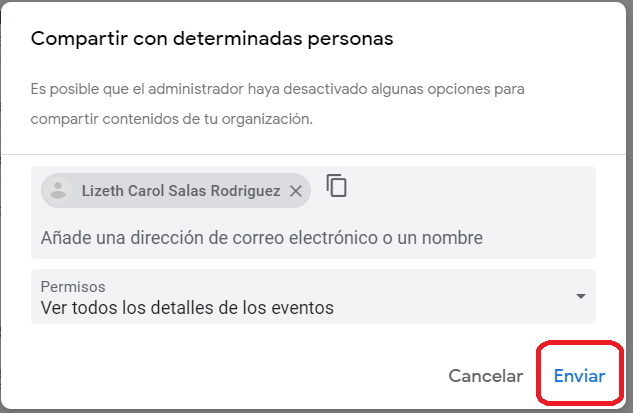 Compartir con determinadas personas
Es posible que el administrador haya desactivado algunas opciones para
compartir contenidos de tu organización.
Lizeth Carol Salas Rodriguez
Añade una dirección de correo electrónico o un nombre
Permisos
Ver todos los detalles de los eventos
Cancelar Enviar